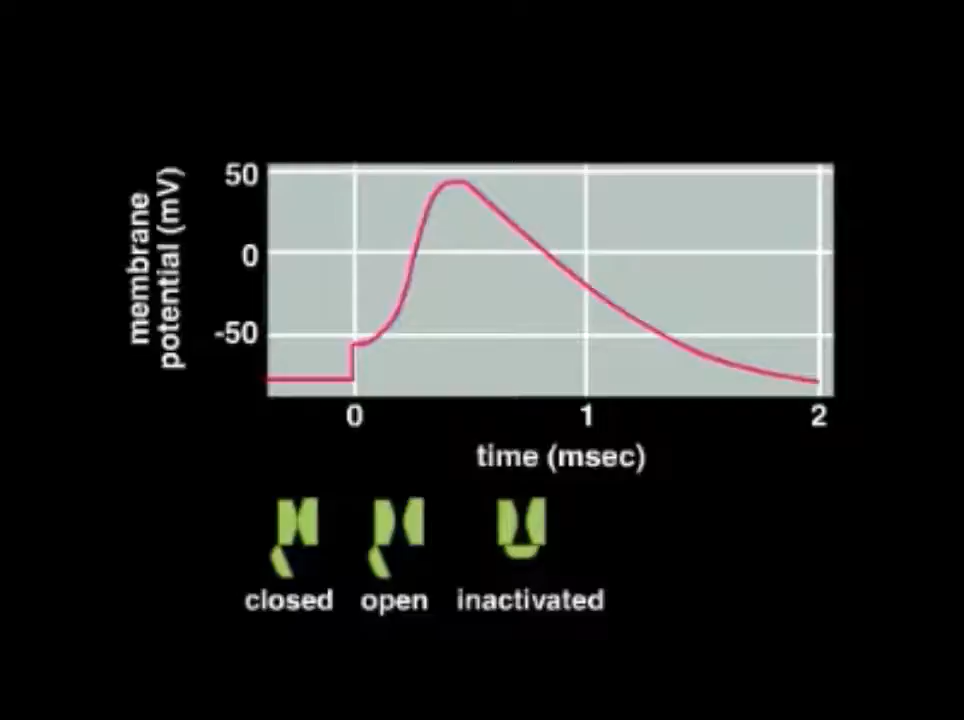 membrane
potential (mV)
50
0
-50
0 1 2
time (msec)
closed open inactivated